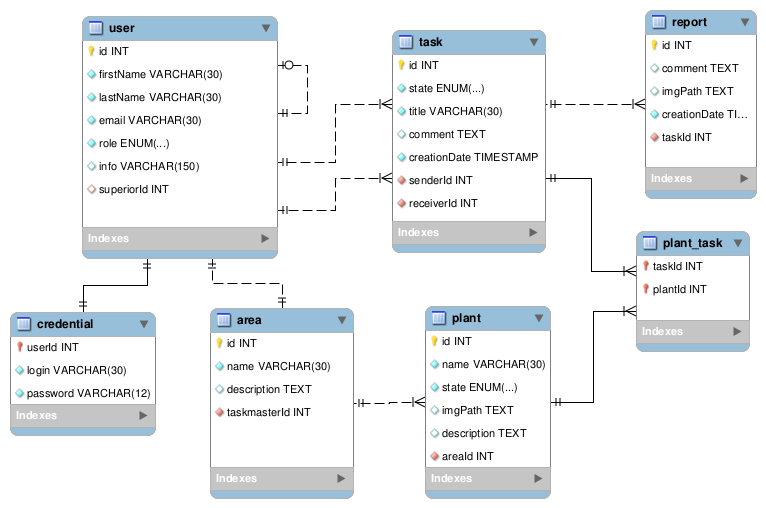 user
id INT
firstName VARCHAR(30)
lastName VARCHAR(30)
email VARCHAR(30)
role ENUM(...)
info VARCHAR(150)
superiorId INT
Indexes
task
id INT
state ENUM(...)
title VARCHAR(30)
comment TEXT
creationDate TIMESTAMP
senderId INT
receiverId INT
Indexes
report
id INT
comment TEXT
imgPath TEXT
creationDate TI...
taskId INT
Indexes
plant_task
taskId INT
plantId INT
Indexes
credential
userId INT
login VARCHAR(30)
password VARCHAR(12)
Indexes
area
id INT
name VARCHAR(30)
description TEXT
taskmasterId INT
Indexes
plant
id INT
name VARCHAR(30)
state ENUM(...)
imgPath TEXT
description TEXT
areaId INT
Indexes